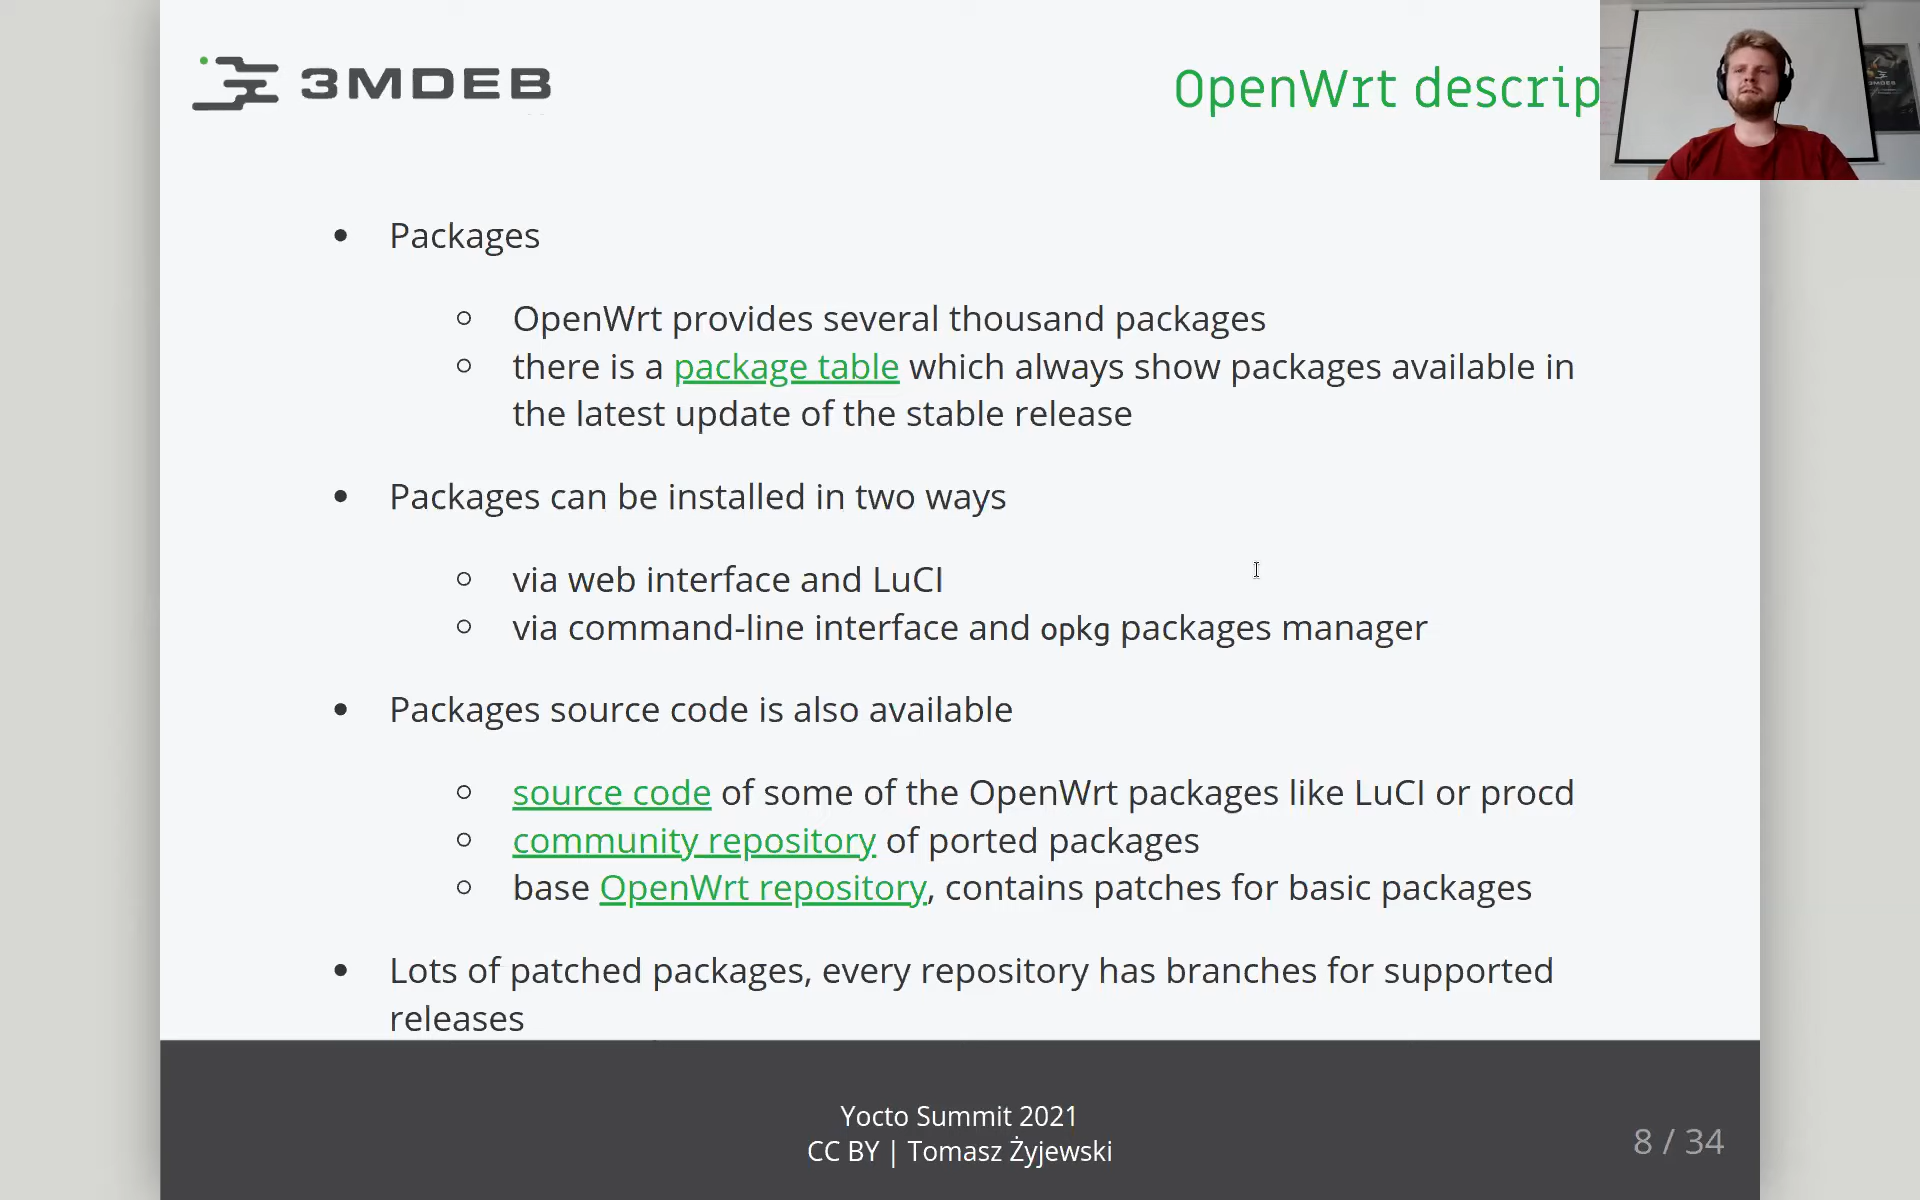 3MDEB
OpenWrt descrip
Packages
OpenWrt provides several thousand packages
there is a package table which always show packages available in
the latest update of the stable release
Packages can be installed in two ways
via web interface and LuCI
via command-line interface and opkg packages manager
Packages source code is also available
source code of some of the OpenWrt packages like LuCI or procd
community repository of ported packages
base OpenWrt repository, contains patches for basic packages
Lots of patched packages, every repository has branches for supported
releases
Yocto Summit 2021
CC BY | Tomasz Żyjewski
8 / 34